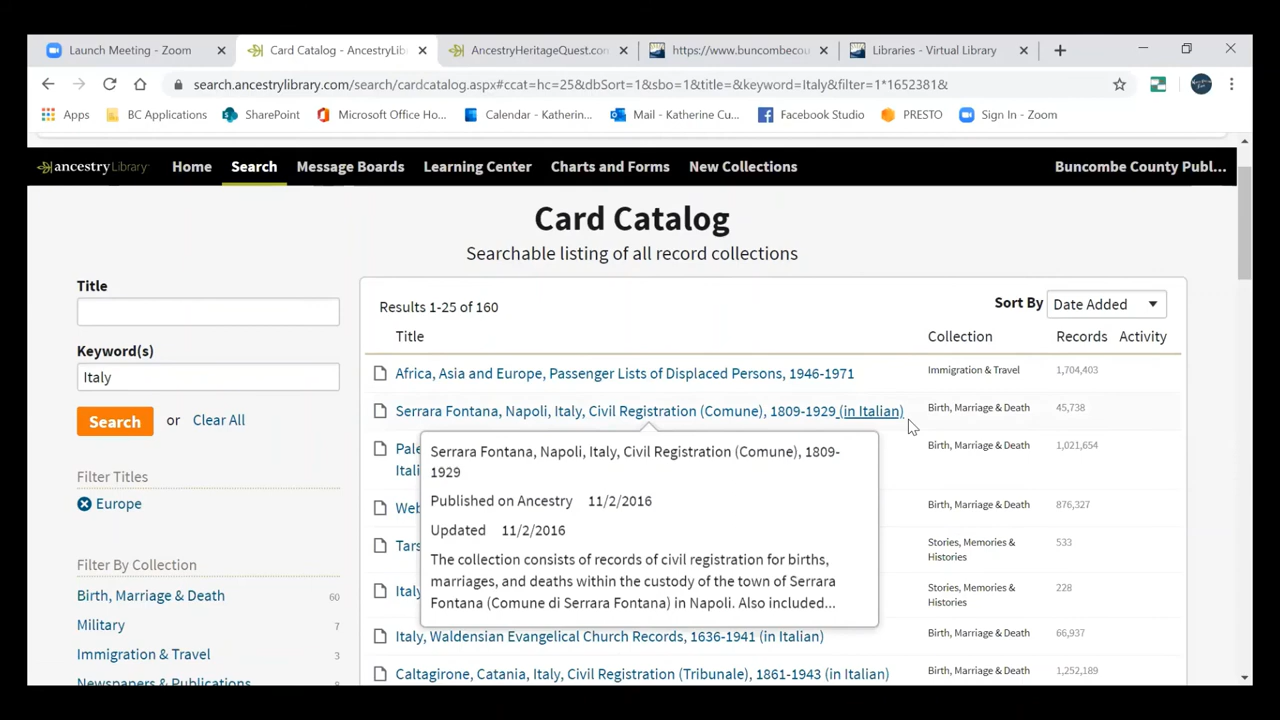 Launch Meeting - Zoom
Card Catalog - AncestryLib
AncestryHeritageQuest.com
https://www.buncombecou
Libraries - Virtual Library
search.ancestrylibrary.com/search/cardcatalog.aspx#ccat=hc=25&dbSort=1&sbo=1&title=&keyword=Italy&filter=1*1652381&
Apps
BC Applications
SharePoint
Microsoft Office Ho...
Calendar - Katherin...
Mail - Katherine Cu...
Facebook Studio
PRESTO
Sign In - Zoom
ancestryLibrary
Home
Search
Message Boards
Learning Center
Charts and Forms
New Collections
Buncombe County Publ...
Card Catalog
Searchable listing of all record collections
Title
Keyword(s)
Italy
Search or Clear All
Filter Titles
Europe
Filter By Collection
Birth, Marriage & Death 60
Military 7
Immigration & Travel 3
Newspapers & Publications 8
Results 1-25 of 160
Sort By Date Added
Title Collection Records Activity
Africa, Asia and Europe, Passenger Lists of Displaced Persons, 1946-1971 Immigration & Travel 1,704,403
Serrara Fontana, Napoli, Italy, Civil Registration (Comune), 1809-1929 (in Italian) Birth, Marriage & Death 45,738
Pale Birth, Marriage & Death 1,021,654
Itali
Web Birth, Marriage & Death 876,327
Tars Stories, Memories & 533
Histories
Italy Stories, Memories & 228
Histories
Serrara Fontana, Napoli, Italy, Civil Registration (Comune), 1809-
1929
Published on Ancestry 11/2/2016
Updated 11/2/2016
The collection consists of records of civil registration for births,
marriages, and deaths within the custody of the town of Serrara
Fontana (Comune di Serrara Fontana) in Napoli. Also included...
Italy, Waldensian Evangelical Church Records, 1636-1941 (in Italian) Birth, Marriage & Death 66,937
Caltagirone, Catania, Italy, Civil Registration (Tribunale), 1861-1943 (in Italian) Birth, Marriage & Death 1,252,189